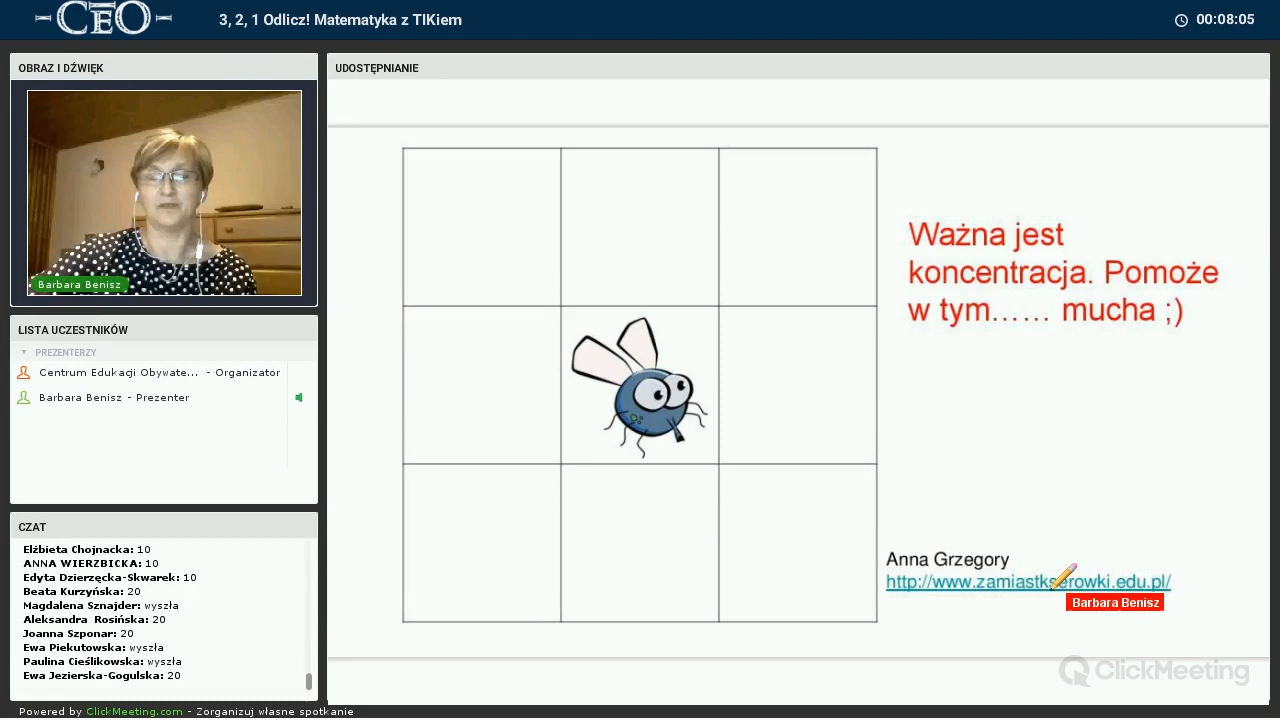 CEO
3, 2, 1 Odlicz! Matematyka z TIKiem
00:08:05
OBRAZ I DŹWIĘK
Barbara Benisz
LISTA UCZESTNIKÓW
PREZENTERZY
Centrum Edukacji Obywate... - Organizator
Barbara Benisz - Prezenter
CZAT
Elżbieta Chojnacka: 10
ANNA WIERZBICKA: 10
Edyta Dzierzęcka-Skwarek: 10
Beata Kurzyńska: 20
Magdalena Sznajder: wyszła
Aleksandra Rosińska: 20
Joanna Szponar: 20
Ewa Piekutowska: wyszła
Paulina Cieślikowska: wyszła
Ewa Jezierska-Gogulska: 20
Powered by ClickMeeting.com - Zorganizuj własne spotkanie
UDOSTĘPNIANIE
Ważna jest
koncentracja. Pomoże
w tym...... mucha ;)
Anna Grzegory
http://www.zamiastkserowki.edu.pl/
Barbara Benisz
ClickMeeting